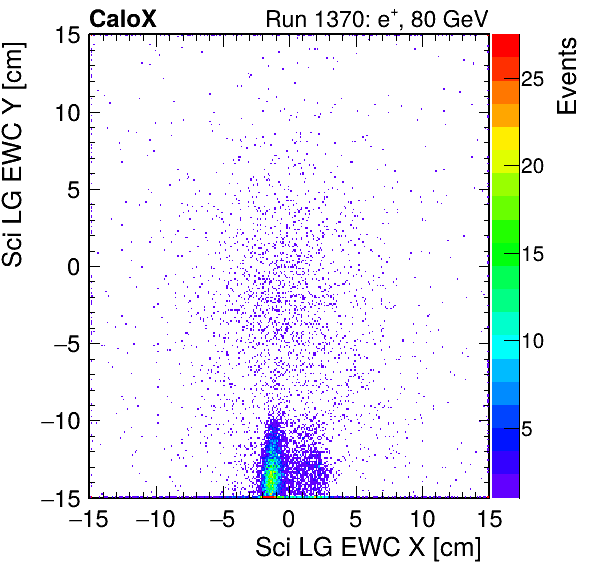 CaloX Run 1370: e⁺, 80 GeV
Sci LG EWC Y [cm]
15
10
5
0
−5
−10
−15
−15 −10 −5 0 5 10 15
Sci LG EWC X [cm]
Events
25
20
15
10
5